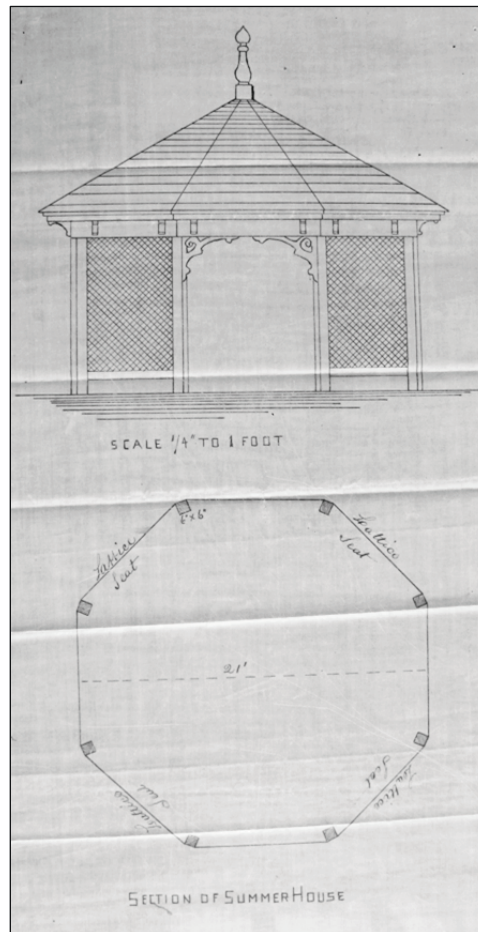 SCALE 1/4" TO 1 FOOT
6" x 6"
Lattice
Seat
Lattice
Seat
21'
Lattice
Seat
Lattice
Seat
SECTION OF SUMMER HOUSE